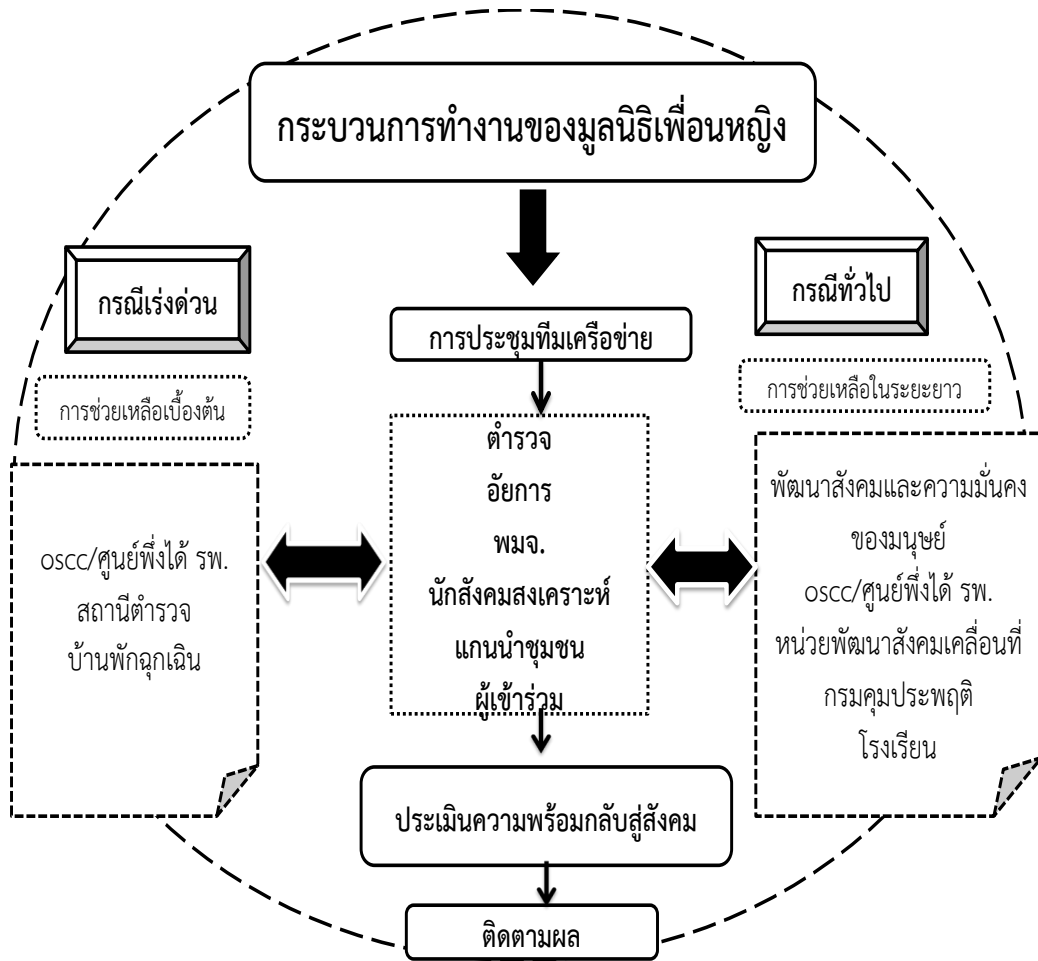 กระบวนการทำงานของมูลนิธิเพื่อนหญิง
กรณีเร่งด่วน
การช่วยเหลือเบื้องต้น
oscc/ศูนย์พึ่งได้ รพ.
สถานีตำรวจ
บ้านพักฉุกเฉิน
การประชุมทีมเครือข่าย
ตำรวจ
อัยการ
พมจ.
นักสังคมสงเคราะห์
แกนนำชุมชน
ผู้เข้าร่วม
กรณีทั่วไป
การช่วยเหลือในระยะยาว
พัฒนาสังคมและความมั่นคง
ของมนุษย์
oscc/ศูนย์พึ่งได้ รพ.
หน่วยพัฒนาสังคมเคลื่อนที่
กรมคุมประพฤติ
โรงเรียน
ประเมินความพร้อมกลับสู่สังคม
ติดตามผล